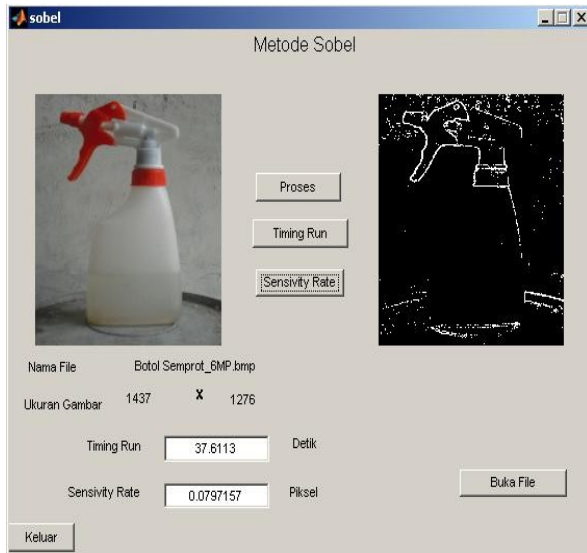 sobel
Metode Sobel
Proses
Timing Run
Sensivity Rate
Nama File Botol Semprot_6MP.bmp
Ukuran Gambar 1437 X 1276
Timing Run 37.6113 Detik
Sensivity Rate 0.0797157 Piksel
Buka File
Keluar